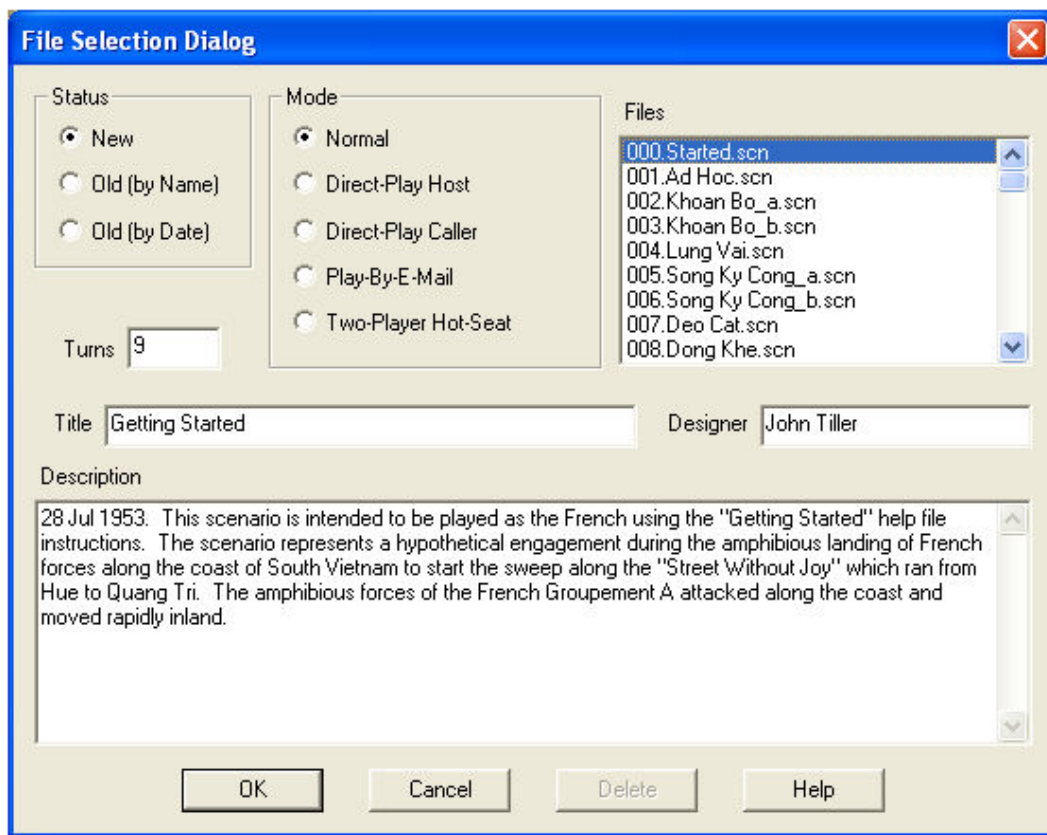 File Selection Dialog
Status
New
Old (by Name)
Old (by Date)
Turns 9
Mode
Normal
Direct-Play Host
Direct-Play Caller
Play-By-E-Mail
Two-Player Hot-Seat
Files
000.Started.scn
001.Ad Hoc.scn
002.Khoan Bo_a.scn
003.Khoan Bo_b.scn
004.Lung Vai.scn
005.Song Ky Cong_a.scn
006.Song Ky Cong_b.scn
007.Deo Cat.scn
008.Dong Khe.scn
Title Getting Started
Designer John Tiller
Description
28 Jul 1953.  This scenario is intended to be played as the French using the "Getting Started" help file
instructions.  The scenario represents a hypothetical engagement during the amphibious landing of French
forces along the coast of South Vietnam to start the sweep along the "Street Without Joy" which ran from
Hue to Quang Tri.  The amphibious forces of the French Groupement A attacked along the coast and
moved rapidly inland.
OK
Cancel
Delete
Help